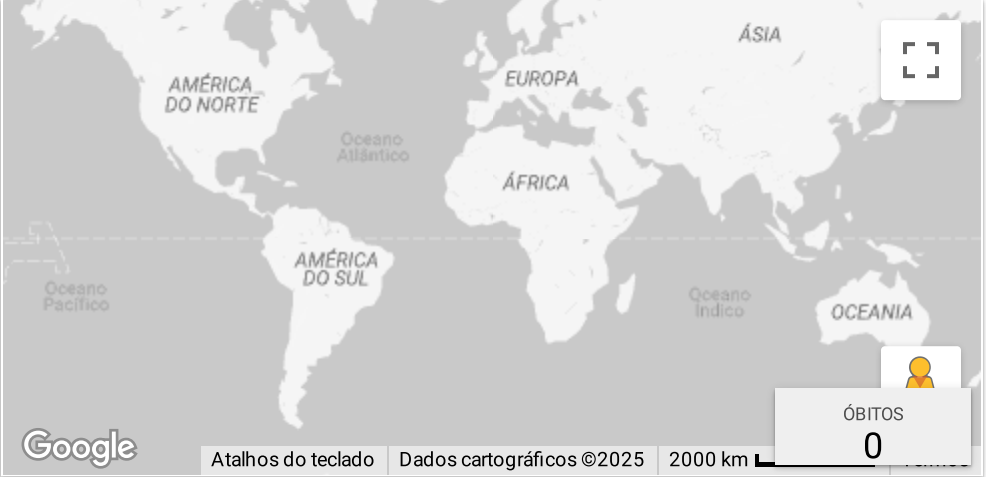 ÁSIA
AMÉRICA
DO NORTE
EUROPA
Oceano
Atlântico
ÁFRICA
AMÉRICA
DO SUL
Oceano
Pacífico
Oceano
Índico
OCEANIA
ÓBITOS
0
Google
Atalhos do teclado
Dados cartográficos ©2025
2000 km
Termos